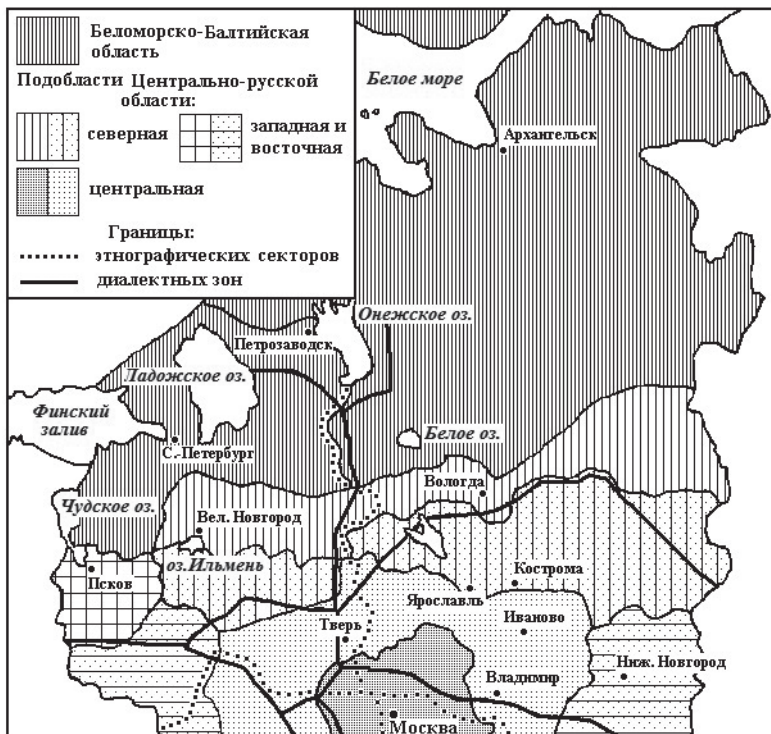 Беломорско-Балтийская
область
Подобласти Центрально-русской
области:
северная
западная и
восточная
центральная
Границы:
этнографических секторов
диалектных зон
Белое море
Архангельск
Онежское оз.
Петрозаводск
Ладожское оз.
Финский
залив
С.-Петербург
Белое оз.
Вологда
Чудское оз.
Вел. Новгород
оз.Ильмень
Псков
Кострома
Ярославль
Тверь
Иваново
Ниж. Новгород
Владимир
Москва